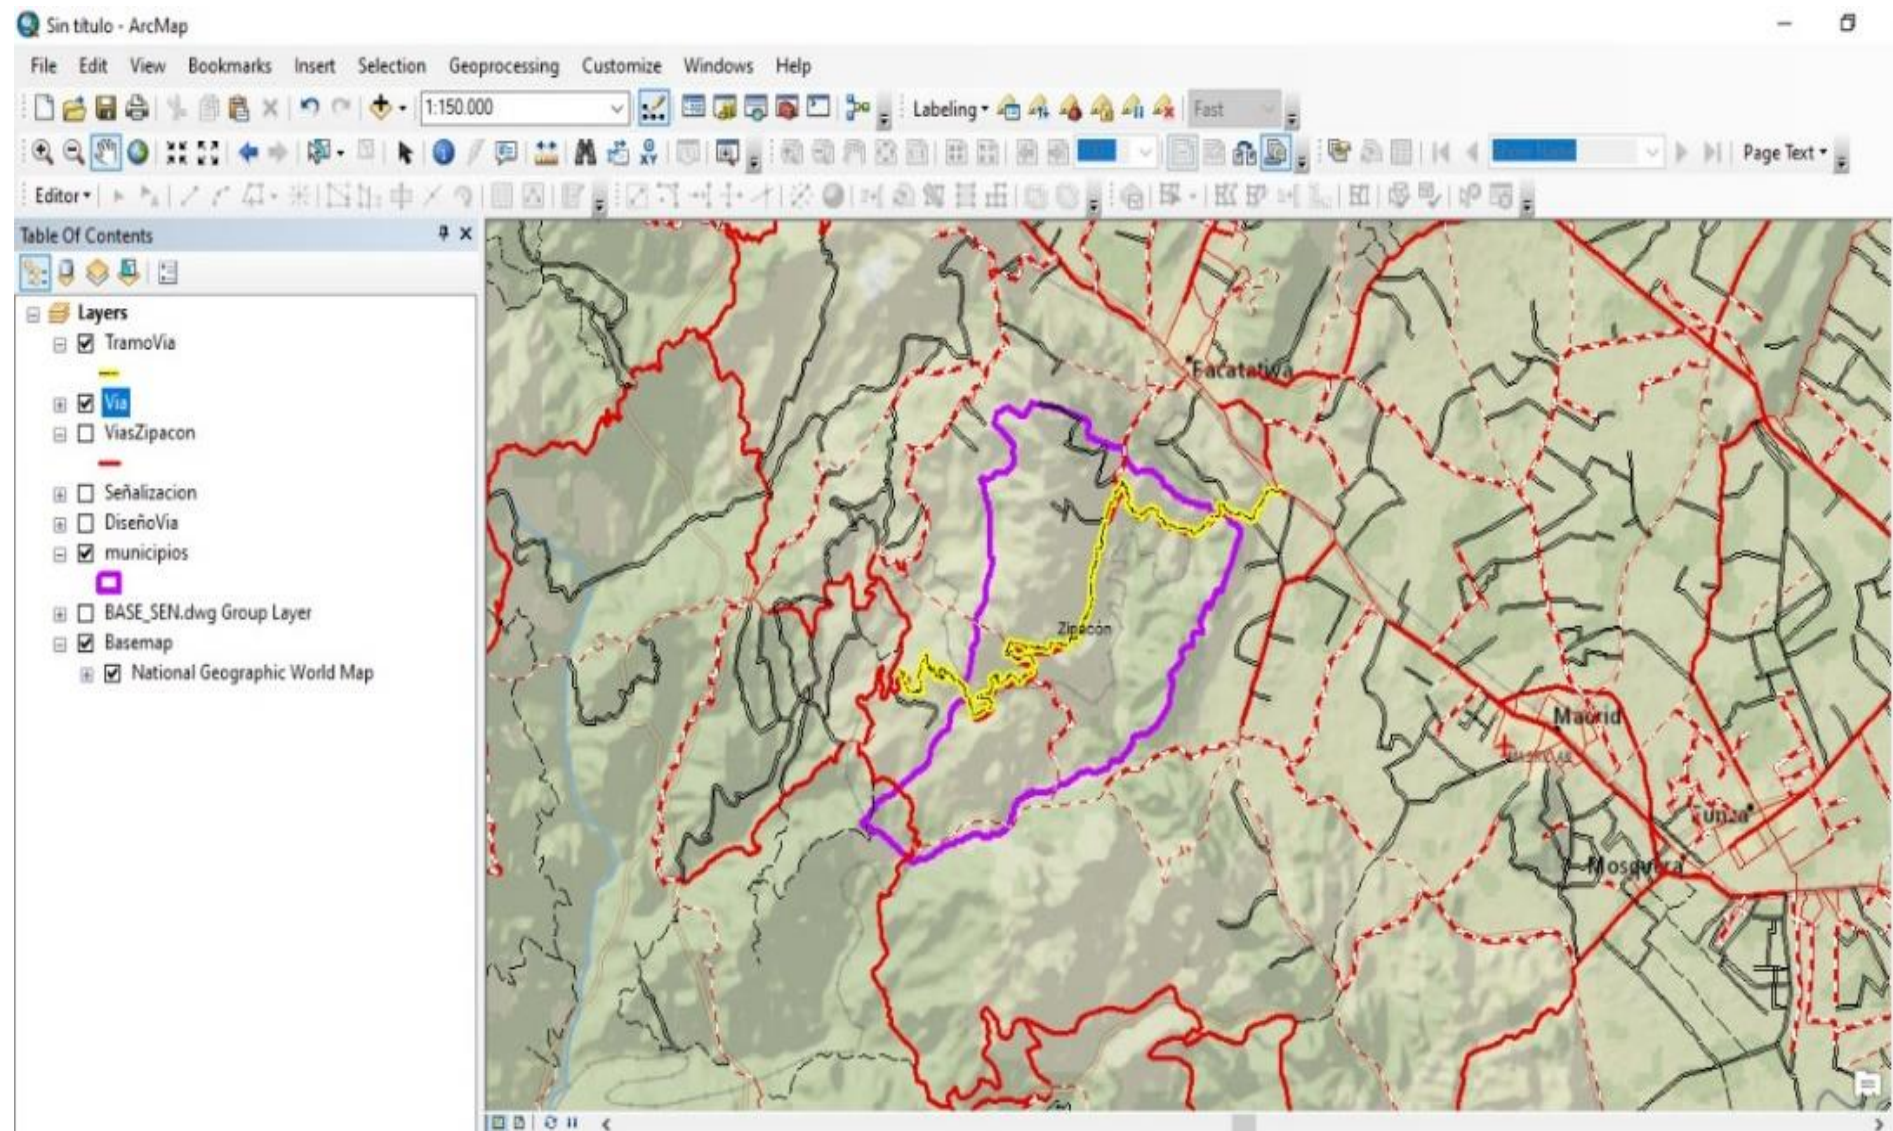 Sin título - ArcMap
File Edit View Bookmarks Insert Selection Geoprocessing Customize Windows Help
1:150.000 Labeling Fast
Page Text
Editor
Table Of Contents
Layers
TramoVia
Via
ViasZipacon
Señalizacion
DiseñoVia
municipios
BASE_SEN.dwg Group Layer
Basemap
National Geographic World Map
Facatativa
Zipacón
Madrid
Funza
Mosquera